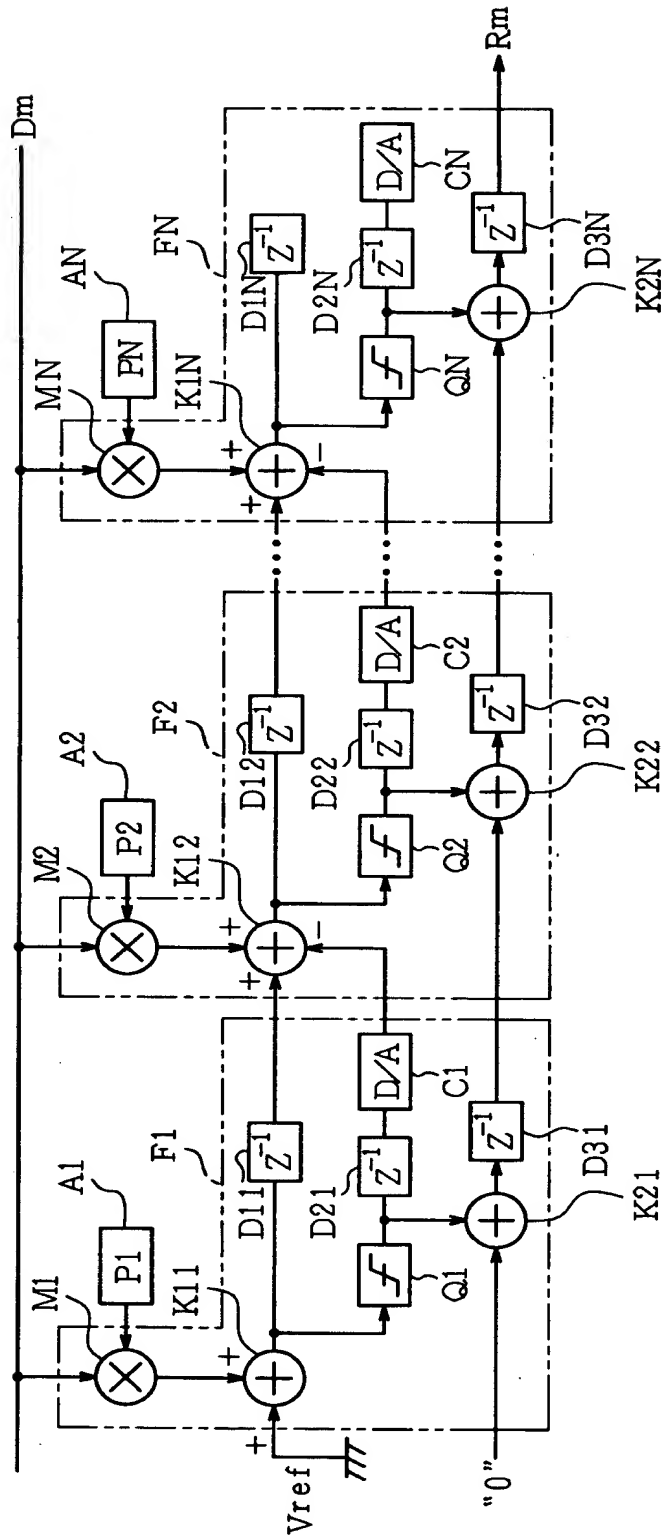 Dm
A1
A2
AN
M1
P1
M2
P2
MN
PN
F1
F2
FN
K11
K12
K1N
+
+
+
+
+
+
+
+
+
−
−
Vref
D11
Z⁻¹
D12
Z⁻¹
D1N
Z⁻¹
D21
Z⁻¹
D/A
C1
D22
Z⁻¹
D/A
C2
D2N
Z⁻¹
D/A
CN
Q1
Q2
QN
"0"
+
Z⁻¹
+
Z⁻¹
+
Z⁻¹
Rm
D31
D32
D3N
K21
K22
K2N